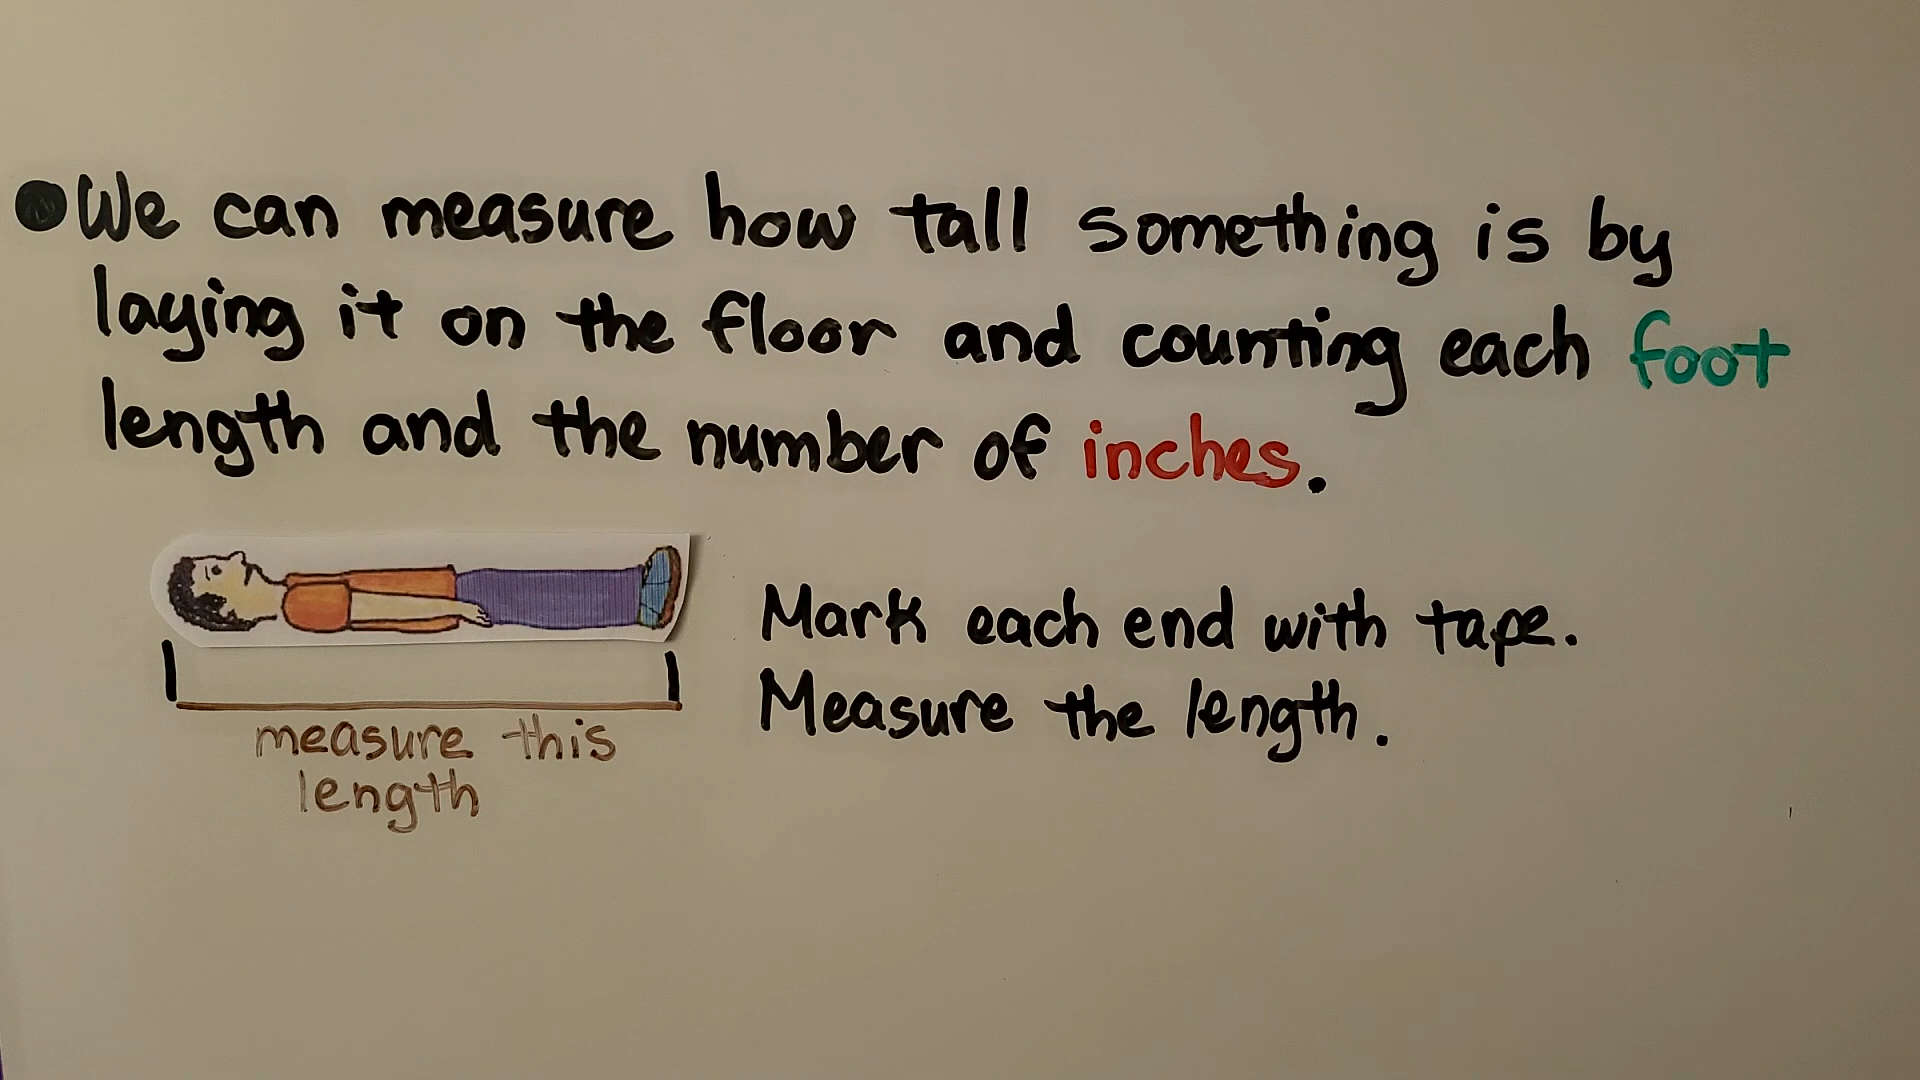 We can measure how tall something is by
laying it on the floor and counting each foot
length and the number of inches.
Mark each end with tape.
Measure the length.
measure this
length